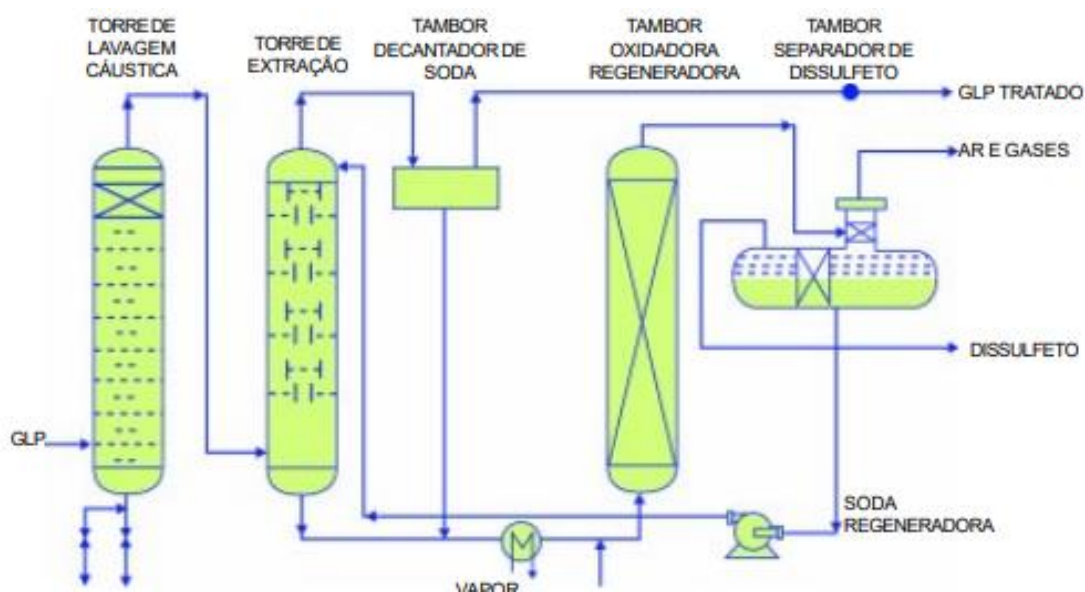 TORRE DE
LAVAGEM
CÁUSTICA
TORRE DE
EXTRAÇÃO
TAMBOR
DECANTADOR DE
SODA
TAMBOR
OXIDADORA
REGENERADORA
TAMBOR
SEPARADOR DE
DISSULFETO
GLP TRATADO
AR E GASES
DISSULFETO
GLP
SODA
REGENERADORA
VAPOR